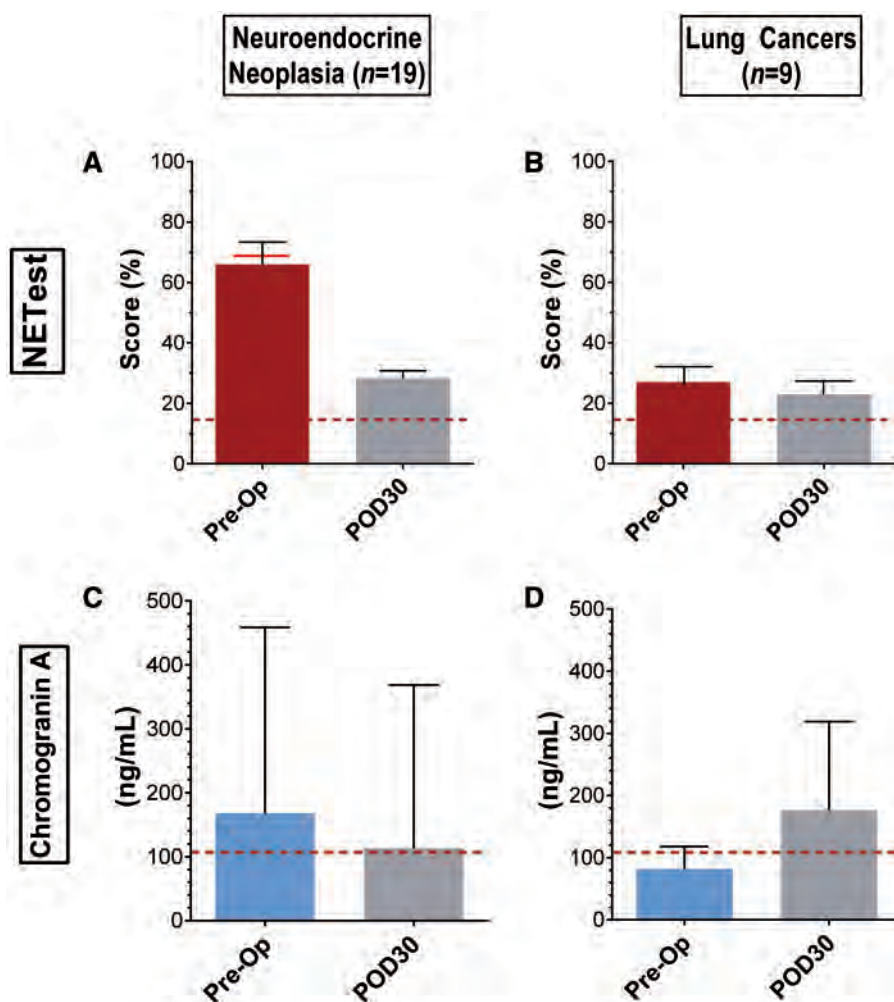 Neuroendocrine
Neoplasia (n=19)
Lung Cancers
(n=9)
NETest
A
Score (%)
100
80
60
40
20
0
Pre-Op
POD30
B
Score (%)
100
80
60
40
20
0
Pre-Op
POD30
Chromogranin A
C
(ng/mL)
500
400
300
200
100
0
Pre-Op
POD30
D
(ng/mL)
500
400
300
200
100
0
Pre-Op
POD30